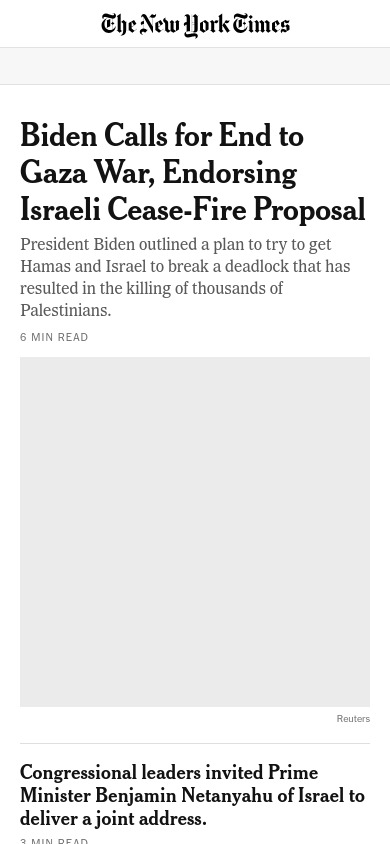 The New York Times
Biden Calls for End to
Gaza War, Endorsing
Israeli Cease-Fire Proposal
President Biden outlined a plan to try to get
Hamas and Israel to break a deadlock that has
resulted in the killing of thousands of
Palestinians.
6 MIN READ
Reuters
Congressional leaders invited Prime
Minister Benjamin Netanyahu of Israel to
deliver a joint address.
3 MIN READ